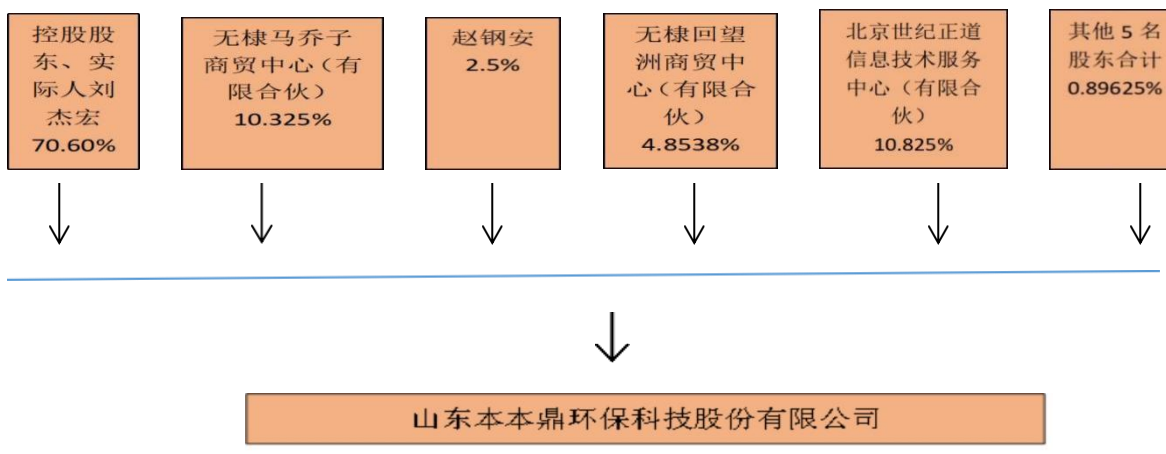 控股股
东、实
际人刘
杰宏
70.60%
无棣马乔子
商贸中心（有
限合伙）
10.325%
赵钢安
2.5%
无棣回望
洲商贸中
心（有限合
伙）
4.8538%
北京世纪正道
信息技术服务
中心（有限合
伙）
10.825%
其他 5 名
股东合计
0.89625%
山东本本鼎环保科技股份有限公司